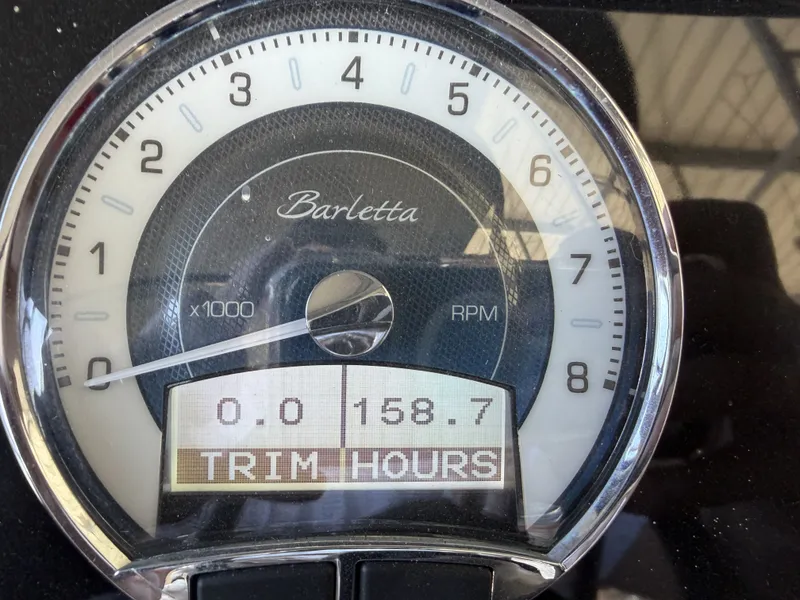 0 1 2 3 4 5 6 7 8
Barletta
x1000 RPM
0.0 158.7
TRIM HOURS